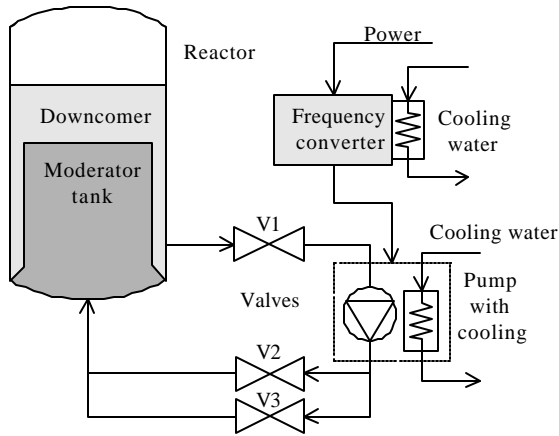 Power
Reactor
Downcomer
Frequency
converter
Cooling
water
Moderator
tank
V1
Cooling water
Valves
Pump
with
cooling
V2
V3